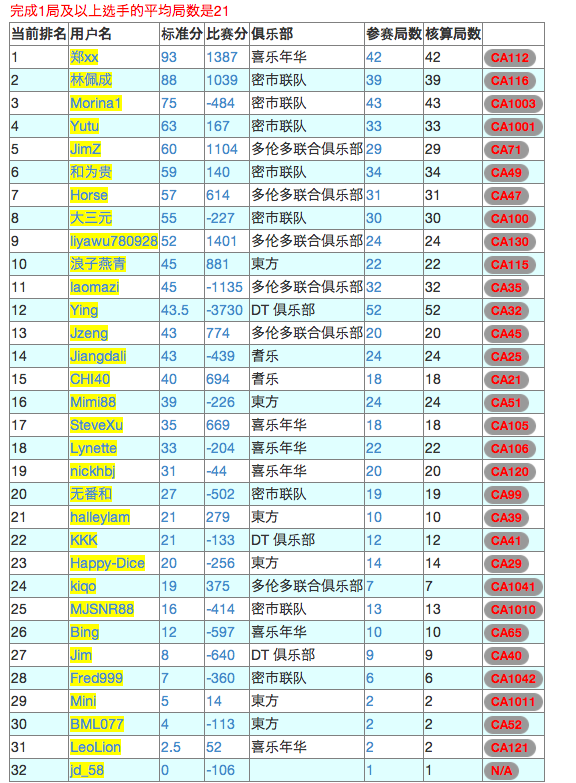 完成1局及以上选手的平均局数是21
当前排名 用户名 标准分 比赛分 俱乐部 参赛局数 核算局数
1 郑xx 93 1387 喜乐年华 42 42 CA112
2 林佩成 88 1039 密市联队 39 39 CA116
3 Morina1 75 -484 密市联队 43 43 CA1003
4 Yutu 63 167 密市联队 33 33 CA1001
5 JimZ 60 1104 多伦多联合俱乐部 29 29 CA71
6 和为贵 59 140 密市联队 34 34 CA49
7 Horse 57 614 多伦多联合俱乐部 31 31 CA47
8 大三元 55 -227 密市联队 30 30 CA100
9 liyawu780928 52 1401 多伦多联合俱乐部 24 24 CA130
10 浪子燕青 45 881 東方 22 22 CA115
11 laomazi 45 -1135 多伦多联合俱乐部 32 32 CA35
12 Ying 43.5 -3730 DT 俱乐部 52 52 CA32
13 Jzeng 43 774 多伦多联合俱乐部 20 20 CA45
14 Jiangdali 43 -439 耆乐 24 24 CA25
15 CHI40 40 694 耆乐 18 18 CA21
16 Mimi88 39 -226 東方 24 24 CA51
17 SteveXu 35 669 喜乐年华 18 18 CA105
18 Lynette 33 -204 喜乐年华 22 22 CA106
19 nickhbj 31 -44 喜乐年华 20 20 CA120
20 无番和 27 -502 密市联队 19 19 CA99
21 halleylam 21 279 東方 10 10 CA39
22 KKK 21 -133 DT 俱乐部 12 12 CA41
23 Happy-Dice 20 -256 東方 14 14 CA29
24 kiqo 19 375 多伦多联合俱乐部 7 7 CA1041
25 MJSNR88 16 -414 密市联队 13 13 CA1010
26 Bing 12 -597 喜乐年华 10 10 CA65
27 Jim 8 -640 DT 俱乐部 9 9 CA40
28 Fred999 7 -360 密市联队 6 6 CA1042
29 Mini 5 14 東方 2 2 CA1011
30 BML077 4 -113 東方 2 2 CA52
31 LeoLion 2.5 52 喜乐年华 2 2 CA121
32 jd_58 0 -106 1 1 N/A